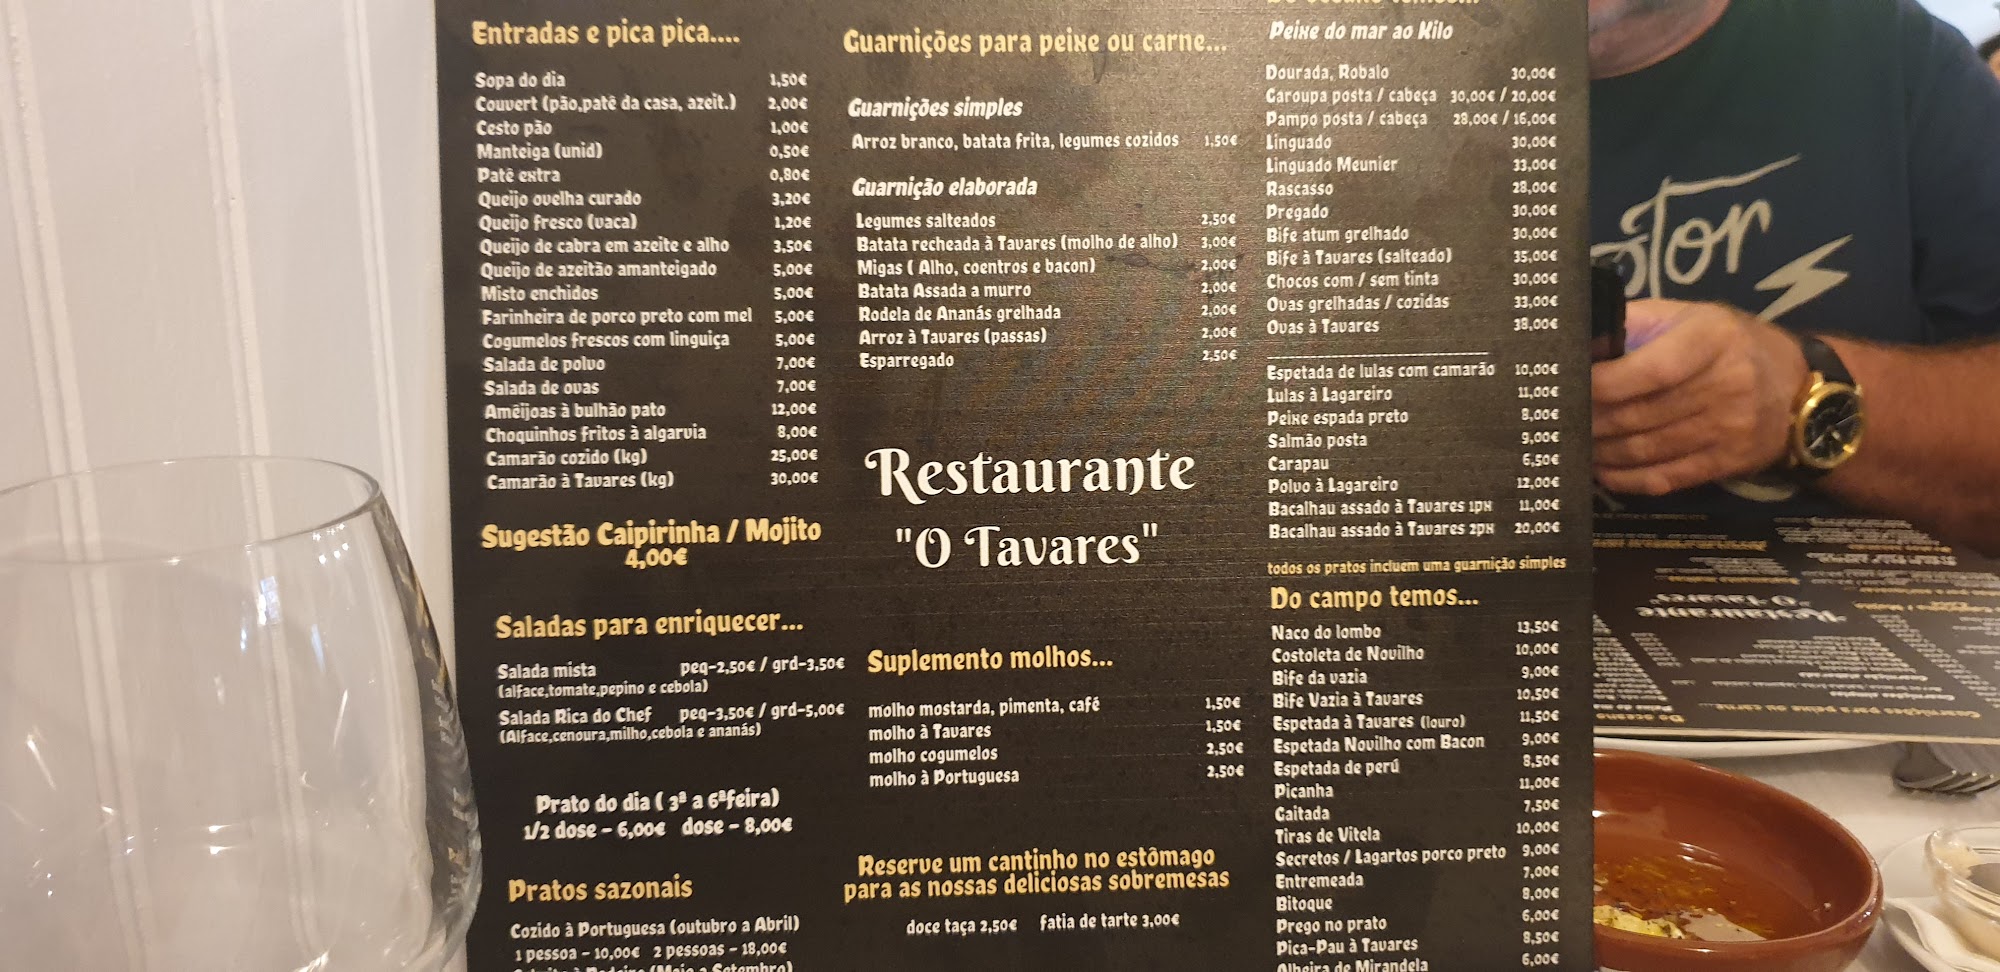 Entradas e pica pica....
Sopa do dia 1,50€
Couvert (pão,patê da casa, azeit.) 2,00€
Cesto pão 1,00€
Manteiga (unid) 0,50€
Patê extra 0,80€
Queijo ovelha curado 3,20€
Queijo fresco (vaca) 1,20€
Queijo de cabra em azeite e alho 3,50€
Queijo de azeitão amanteigado 5,00€
Misto enchidos 5,00€
Farinheira de porco preto com mel 5,00€
Cogumelos frescos com linguiça 5,00€
Salada de polvo 7,00€
Salada de ovas 7,00€
Amêijoas à bulhão pato 12,00€
Choquinhos fritos à algarvia 8,00€
Camarão cozido (kg) 25,00€
Camarão à Tavares (kg) 30,00€
Sugestão Caipirinha / Mojito
4,00€
Saladas para enriquecer...
Salada mista peq-2,50€ / grd-3,50€
(alface,tomate,pepino e cebola)
Salada Rica do Chef peq-3,50€ / grd-5,00€
(Alface,cenoura,milho,cebola e ananás)
Prato do dia ( 3ª a 6ªfeira)
1/2 dose - 6,00€ dose - 8,00€
Pratos sazonais
Cozido à Portuguesa (outubro a Abril)
1 pessoa - 10,00€ 2 pessoas - 18,00€
(Maio a Setembro)
Guarnições para peixe ou carne...
Guarnições simples
Arroz branco, batata frita, legumes cozidos 1,50€
Guarnição elaborada
Legumes salteados 2,50€
Batata recheada à Tavares (molho de alho) 3,00€
Migas ( Alho, coentros e bacon) 2,00€
Batata Assada a murro 2,00€
Rodela de Ananás grelhada 2,00€
Arroz à Tavares (passas) 2,00€
Esparregado 2,50€
Restaurante
"O Tavares"
Suplemento molhos...
molho mostarda, pimenta, café 1,50€
molho à Tavares 1,50€
molho cogumelos 2,50€
molho à Portuguesa 2,50€
Reserve um cantinho no estômago
para as nossas deliciosas sobremesas
doce taça 2,50€ fatia de tarte 3,00€
Do oceano temos...
Peixe do mar ao Kilo
Dourada, Robalo 30,00€
Garoupa posta / cabeça 30,00€ / 20,00€
Pampo posta / cabeça 28,00€ / 16,00€
Linguado 30,00€
Linguado Meunier 33,00€
Rascasso 28,00€
Pregado 30,00€
Bife atum grelhado 30,00€
Bife à Tavares (salteado) 35,00€
Chocos com / sem tinta 30,00€
Ovas grelhadas / cozidas 33,00€
Ovas à Tavares 38,00€
Espetada de lulas com camarão 10,00€
Lulas à Lagareiro 11,00€
Peixe espada preto 8,00€
Salmão posta 9,00€
Carapau 6,50€
Polvo à Lagareiro 12,00€
Bacalhau assado à Tavares 1PX 11,00€
Bacalhau assado à Tavares 2PX 20,00€
todos os pratos incluem uma guarnição simples
Do campo temos...
Naco do lombo 13,50€
Costoleta de Novilho 10,00€
Bife da vazia 9,00€
Bife Vazia à Tavares 10,50€
Espetada à Tavares (louro) 11,50€
Espetada Novilho com Bacon 9,00€
Espetada de perú 8,50€
Picanha 11,00€
Gaitada 7,50€
Tiras de Vitela 10,00€
Secretos / Lagartos porco preto 9,00€
Entremeada 7,00€
Bitoque 8,00€
Prego no prato 6,00€
Pica-Pau à Tavares 8,50€
Alheira de Mirandela 6,00€
Restaurante
"O Tavares"